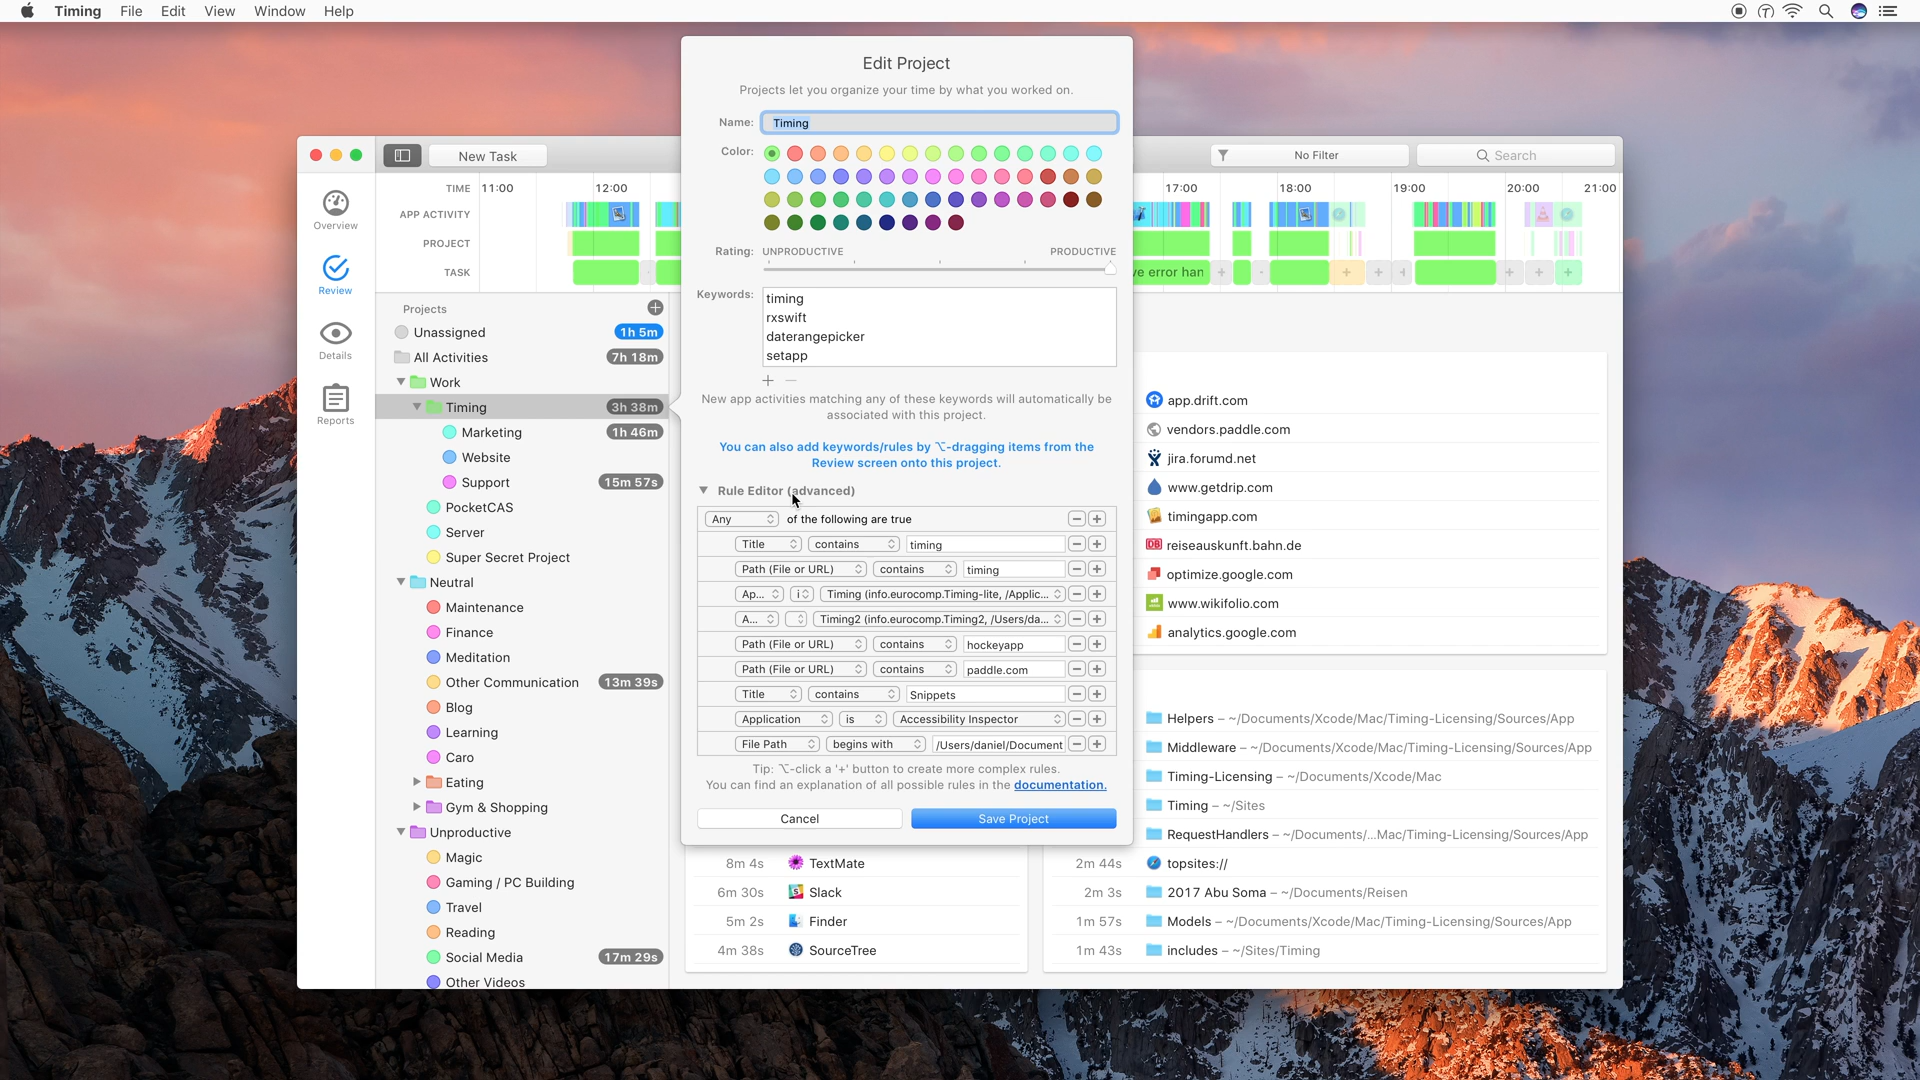 Timing File Edit View Window Help
Edit Project
Projects let you organize your time by what you worked on.
Name: Timing
Color:
Rating: UNPRODUCTIVE PRODUCTIVE
Keywords: timing
rxswift
daterangepicker
setapp
New app activities matching any of these keywords will automatically be
associated with this project.
You can also add keywords/rules by ⌥-dragging items from the
Review screen onto this project.
Rule Editor (advanced)
Any of the following are true
Title contains timing
Path (File or URL) contains timing
Ap... i Timing (info.eurocomp.Timing-lite, /Applic...
A... Timing2 (info.eurocomp.Timing2, /Users/da...
Path (File or URL) contains hockeyapp
Path (File or URL) contains paddle.com
Title contains Snippets
Application is Accessibility Inspector
File Path begins with /Users/daniel/Document
Tip: ⌥-click a '+' button to create more complex rules.
You can find an explanation of all possible rules in the documentation.
Cancel Save Project
New Task No Filter Search
TIME 11:00 12:00 17:00 18:00 19:00 20:00 21:00
APP ACTIVITY
PROJECT
TASK ve error han
Overview
Review
Details
Reports
Projects
Unassigned 1h 5m
All Activities 7h 18m
Work
Timing 3h 38m
Marketing 1h 46m
Website
Support 15m 57s
PocketCAS
Server
Super Secret Project
Neutral
Maintenance
Finance
Meditation
Other Communication 13m 39s
Blog
Learning
Caro
Eating
Gym & Shopping
Unproductive
Magic
Gaming / PC Building
Travel
Reading
Social Media 17m 29s
Other Videos
8m 4s TextMate
6m 30s Slack
5m 2s Finder
4m 38s SourceTree
app.drift.com
vendors.paddle.com
jira.forumd.net
www.getdrip.com
timingapp.com
reiseauskunft.bahn.de
optimize.google.com
www.wikifolio.com
analytics.google.com
Helpers – ~/Documents/Xcode/Mac/Timing-Licensing/Sources/App
Middleware – ~/Documents/Xcode/Mac/Timing-Licensing/Sources/App
Timing-Licensing – ~/Documents/Xcode/Mac
Timing – ~/Sites
RequestHandlers – ~/Documents/...Mac/Timing-Licensing/Sources/App
2m 44s topsites://
2m 3s 2017 Abu Soma – ~/Documents/Reisen
1m 57s Models – ~/Documents/Xcode/Mac/Timing-Licensing/Sources/App
1m 43s includes – ~/Sites/Timing